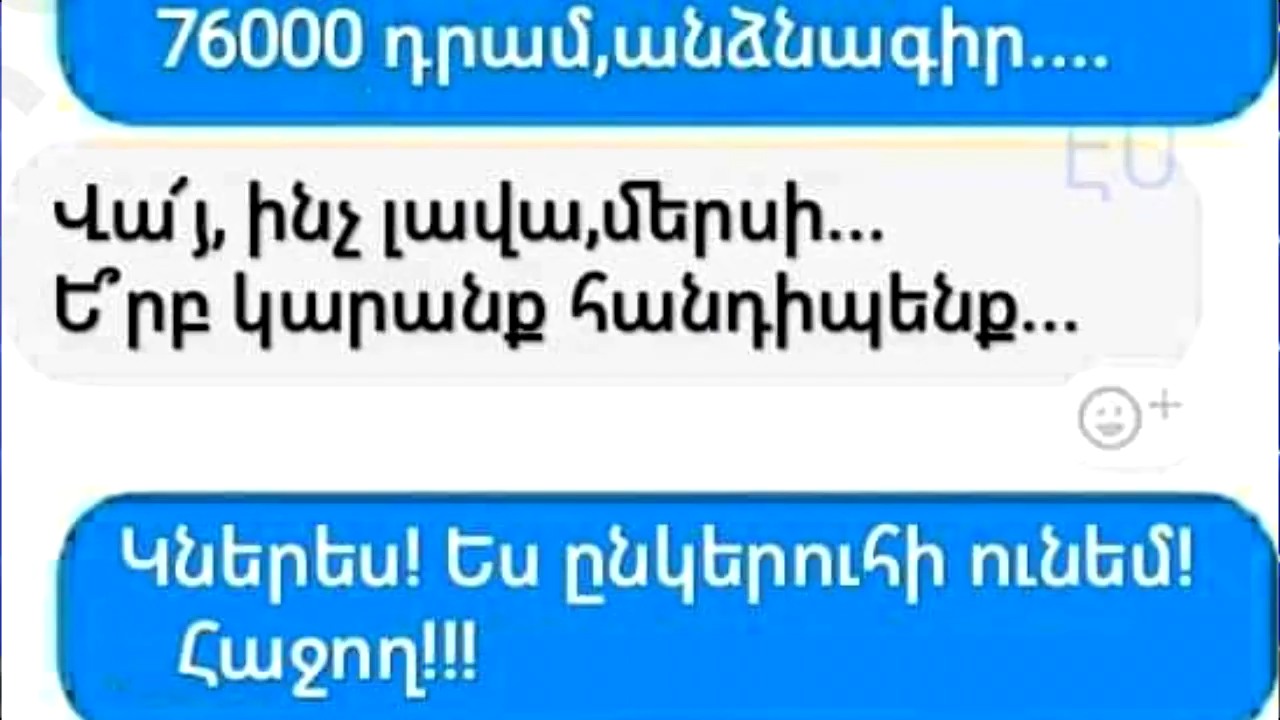 76000 դրամ,անձնագիր....
Վա՜յ, ինչ լավա,մերսի...
Ե՞րբ կարանք հանդիպենք...
Կներես! Ես ընկերուհի ունեմ!
Հաջող!!!